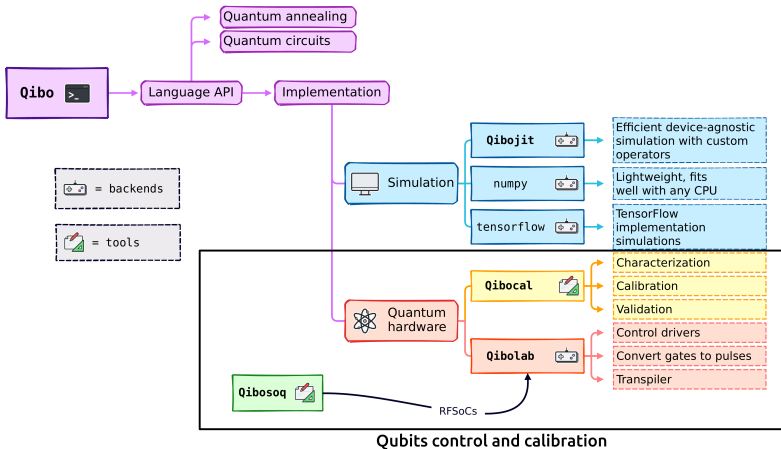 Quantum annealing
Quantum circuits
Qibo
>_
Language API
Implementation
Qibojit
Efficient device-agnostic
simulation with custom
operators
Simulation
numpy
Lightweight, fits
well with any CPU
= backends
tensorflow
TensorFlow
implementation
simulations
= tools
Characterization
Qibocal
Calibration
Validation
Quantum
hardware
Control drivers
Qibolab
Convert gates to pulses
Transpiler
Qibosoq
RFSoCs
Qubits control and calibration